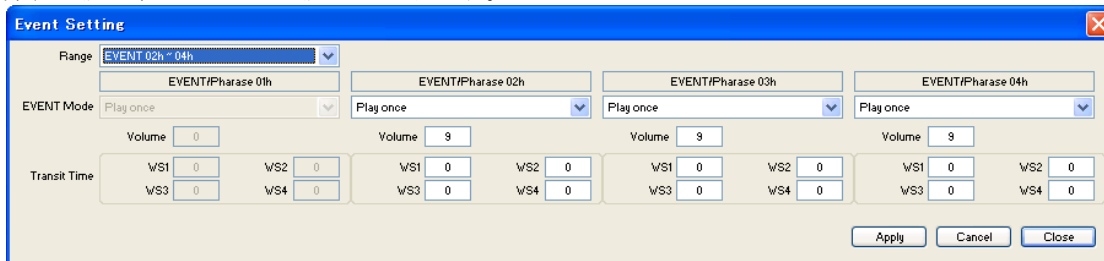 Event Setting
Range EVENT 02h ~ 04h
EVENT/Pharase 01h EVENT/Pharase 02h EVENT/Pharase 03h EVENT/Pharase 04h
EVENT Mode Play once Play once Play once Play once
Volume 0 Volume 9 Volume 9 Volume 9
Transit Time
WS1 0 WS2 0 WS1 0 WS2 0 WS1 0 WS2 0 WS1 0 WS2 0
WS3 0 WS4 0 WS3 0 WS4 0 WS3 0 WS4 0 WS3 0 WS4 0
Apply Cancel Close